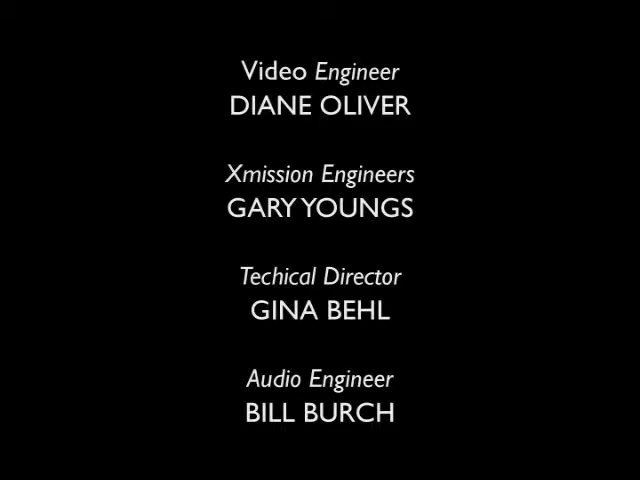 Video Engineer
DIANE OLIVER
Xmission Engineers
GARY YOUNGS
Techical Director
GINA BEHL
Audio Engineer
BILL BURCH